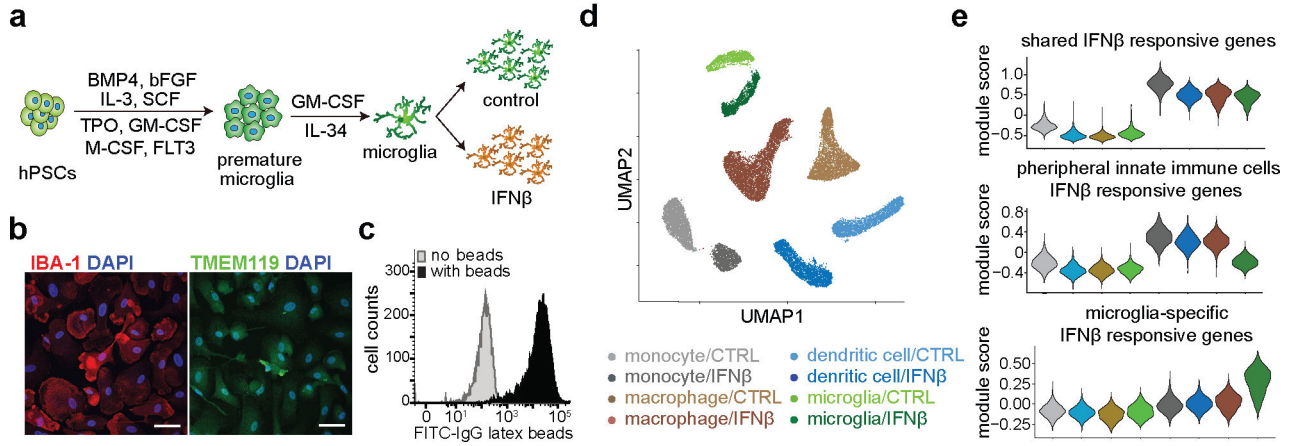 a
BMP4, bFGF
IL-3, SCF
TPO, GM-CSF
M-CSF, FLT3
hPSCs
premature
microglia
GM-CSF
IL-34
microglia
control
IFNβ
b
IBA-1 DAPI
TMEM119 DAPI
c
no beads
with beads
cell counts
300
200
100
0
0 10¹ 10³ 10⁵
FITC-IgG latex beads
d
UMAP2
UMAP1
monocyte/CTRL
monocyte/IFNβ
macrophage/CTRL
macrophage/IFNβ
dendritic cell/CTRL
denritic cell/IFNβ
microglia/CTRL
microglia/IFNβ
e
shared IFNβ responsive genes
module score
1.0
0.5
−0.5
pheripheral innate immune cells
IFNβ responsive genes
module score
0.8
0.4
0
−0.4
microglia-specific
IFNβ responsive genes
module score
0.50
0.25
0.00
−0.25